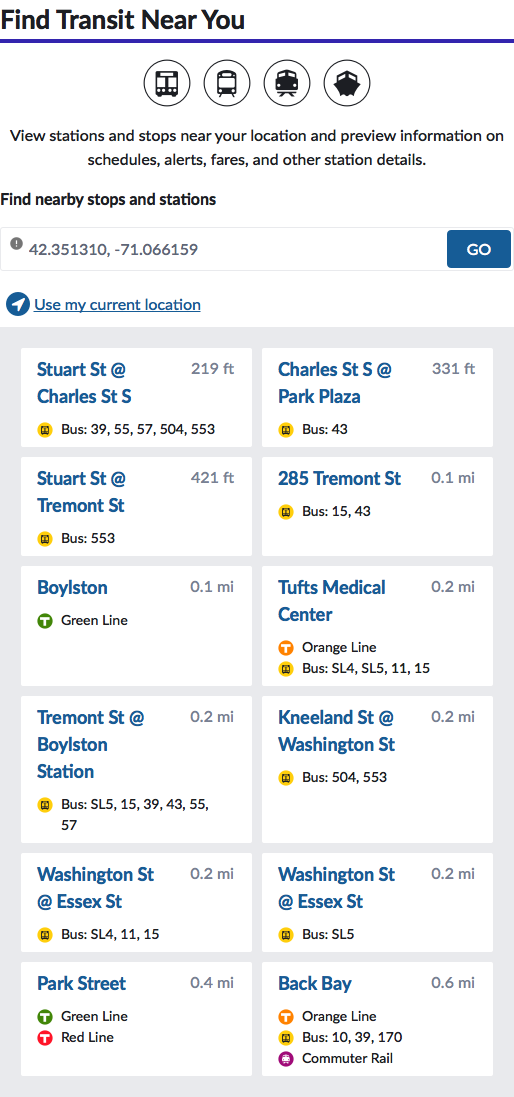 Find Transit Near You
View stations and stops near your location and preview information on
schedules, alerts, fares, and other station details.
Find nearby stops and stations
42.351310, -71.066159
GO
Use my current location
Stuart St @
Charles St S
219 ft
Bus: 39, 55, 57, 504, 553
Charles St S @
Park Plaza
331 ft
Bus: 43
Stuart St @
Tremont St
421 ft
Bus: 553
285 Tremont St
0.1 mi
Bus: 15, 43
Boylston
0.1 mi
Green Line
Tufts Medical
Center
0.2 mi
Orange Line
Bus: SL4, SL5, 11, 15
Tremont St @
Boylston
Station
0.2 mi
Bus: SL5, 15, 39, 43, 55,
57
Kneeland St @
Washington St
0.2 mi
Bus: 504, 553
Washington St
@ Essex St
0.2 mi
Bus: SL4, 11, 15
Washington St
@ Essex St
0.2 mi
Bus: SL5
Park Street
0.4 mi
Green Line
Red Line
Back Bay
0.6 mi
Orange Line
Bus: 10, 39, 170
Commuter Rail